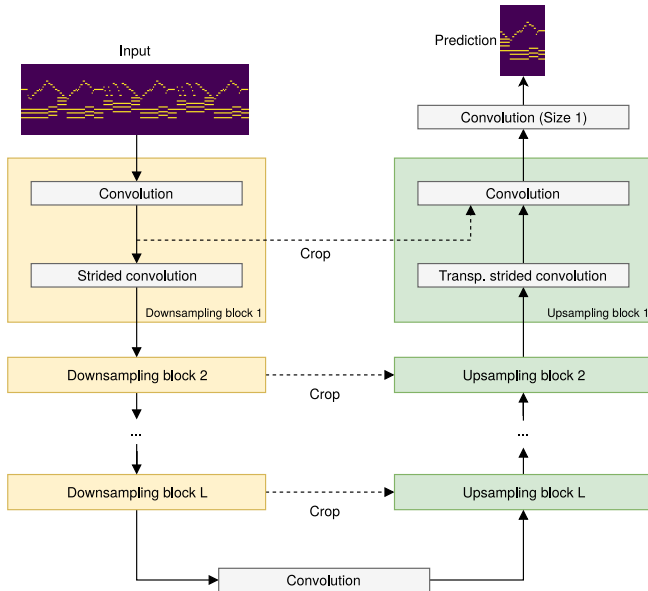 Input
Prediction
Convolution (Size 1)
Convolution
Convolution
Crop
Strided convolution
Transp. strided convolution
Downsampling block 1
Upsampling block 1
Downsampling block 2
Upsampling block 2
Crop
...
...
Downsampling block L
Upsampling block L
Crop
Convolution